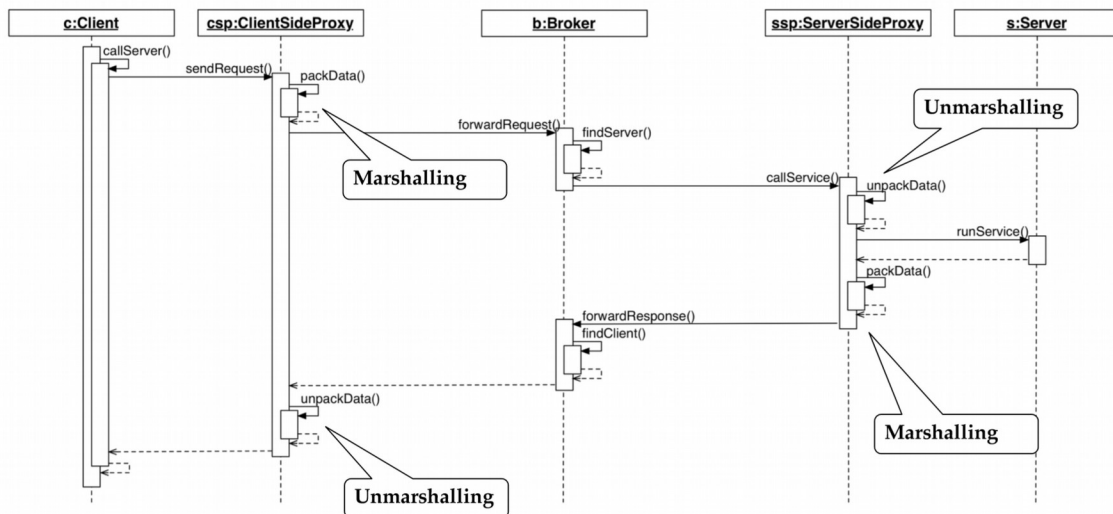 c:Client
csp:ClientSideProxy
b:Broker
ssp:ServerSideProxy
s:Server
callServer()
sendRequest()
packData()
Marshalling
forwardRequest()
findServer()
Unmarshalling
callService()
unpackData()
runService()
packData()
forwardResponse()
findClient()
Marshalling
unpackData()
Unmarshalling